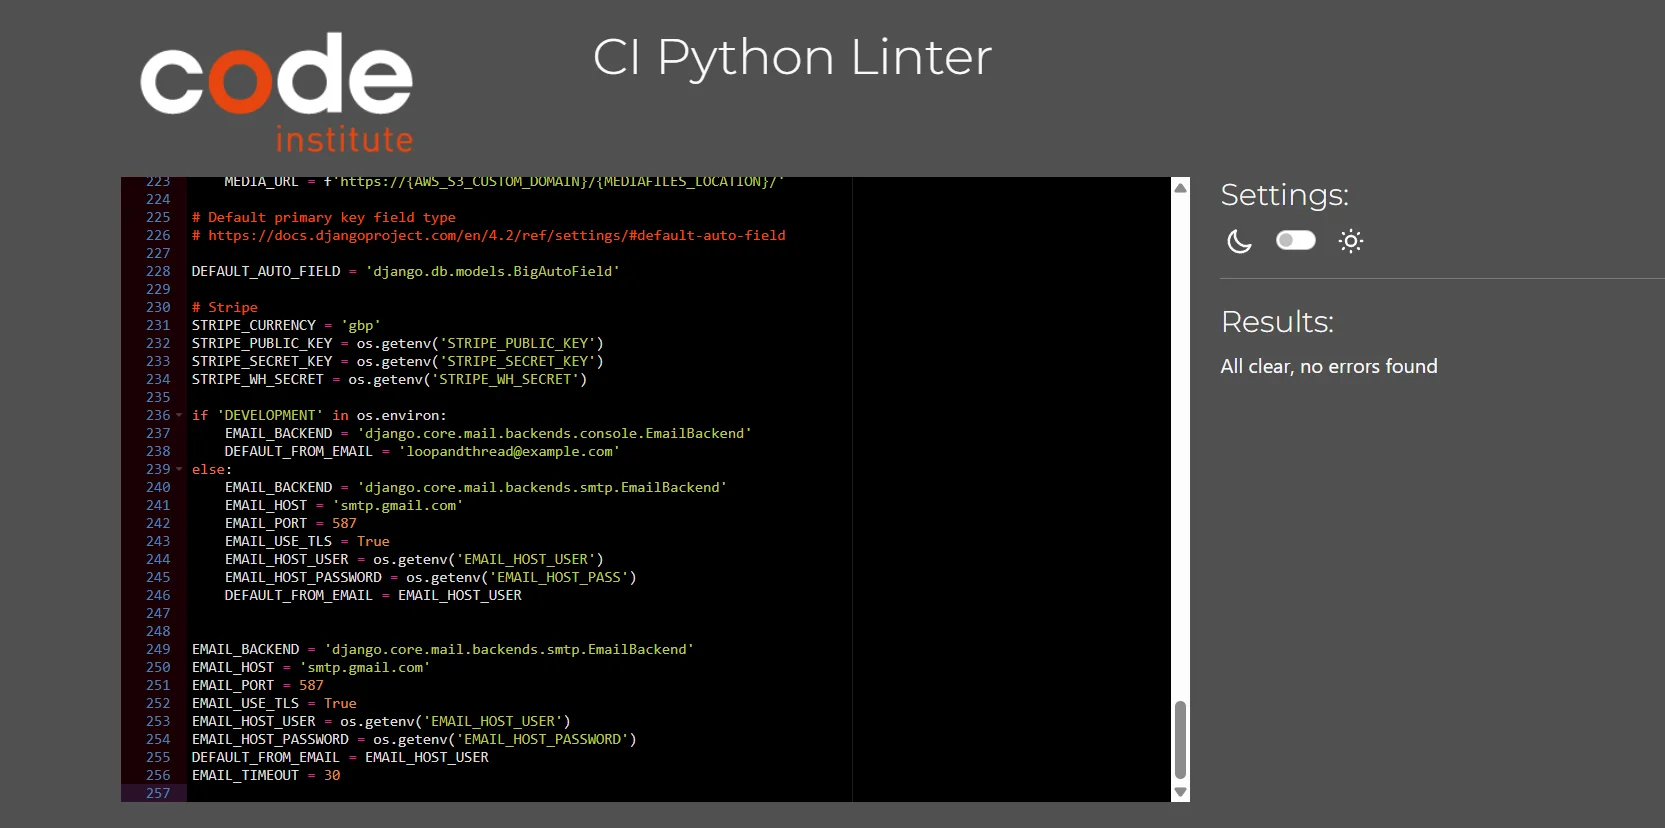 code
institute
CI Python Linter
223 MEDIA_URL = f'https://{AWS_S3_CUSTOM_DOMAIN}/{MEDIAFILES_LOCATION}/'
224
225 # Default primary key field type
226 # https://docs.djangoproject.com/en/4.2/ref/settings/#default-auto-field
227
228 DEFAULT_AUTO_FIELD = 'django.db.models.BigAutoField'
229
230 # Stripe
231 STRIPE_CURRENCY = 'gbp'
232 STRIPE_PUBLIC_KEY = os.getenv('STRIPE_PUBLIC_KEY')
233 STRIPE_SECRET_KEY = os.getenv('STRIPE_SECRET_KEY')
234 STRIPE_WH_SECRET = os.getenv('STRIPE_WH_SECRET')
235
236 if 'DEVELOPMENT' in os.environ:
237     EMAIL_BACKEND = 'django.core.mail.backends.console.EmailBackend'
238     DEFAULT_FROM_EMAIL = 'loopandthread@example.com'
239 else:
240     EMAIL_BACKEND = 'django.core.mail.backends.smtp.EmailBackend'
241     EMAIL_HOST = 'smtp.gmail.com'
242     EMAIL_PORT = 587
243     EMAIL_USE_TLS = True
244     EMAIL_HOST_USER = os.getenv('EMAIL_HOST_USER')
245     EMAIL_HOST_PASSWORD = os.getenv('EMAIL_HOST_PASS')
246     DEFAULT_FROM_EMAIL = EMAIL_HOST_USER
247
248
249 EMAIL_BACKEND = 'django.core.mail.backends.smtp.EmailBackend'
250 EMAIL_HOST = 'smtp.gmail.com'
251 EMAIL_PORT = 587
252 EMAIL_USE_TLS = True
253 EMAIL_HOST_USER = os.getenv('EMAIL_HOST_USER')
254 EMAIL_HOST_PASSWORD = os.getenv('EMAIL_HOST_PASSWORD')
255 DEFAULT_FROM_EMAIL = EMAIL_HOST_USER
256 EMAIL_TIMEOUT = 30
257
Settings:
Results:
All clear, no errors found